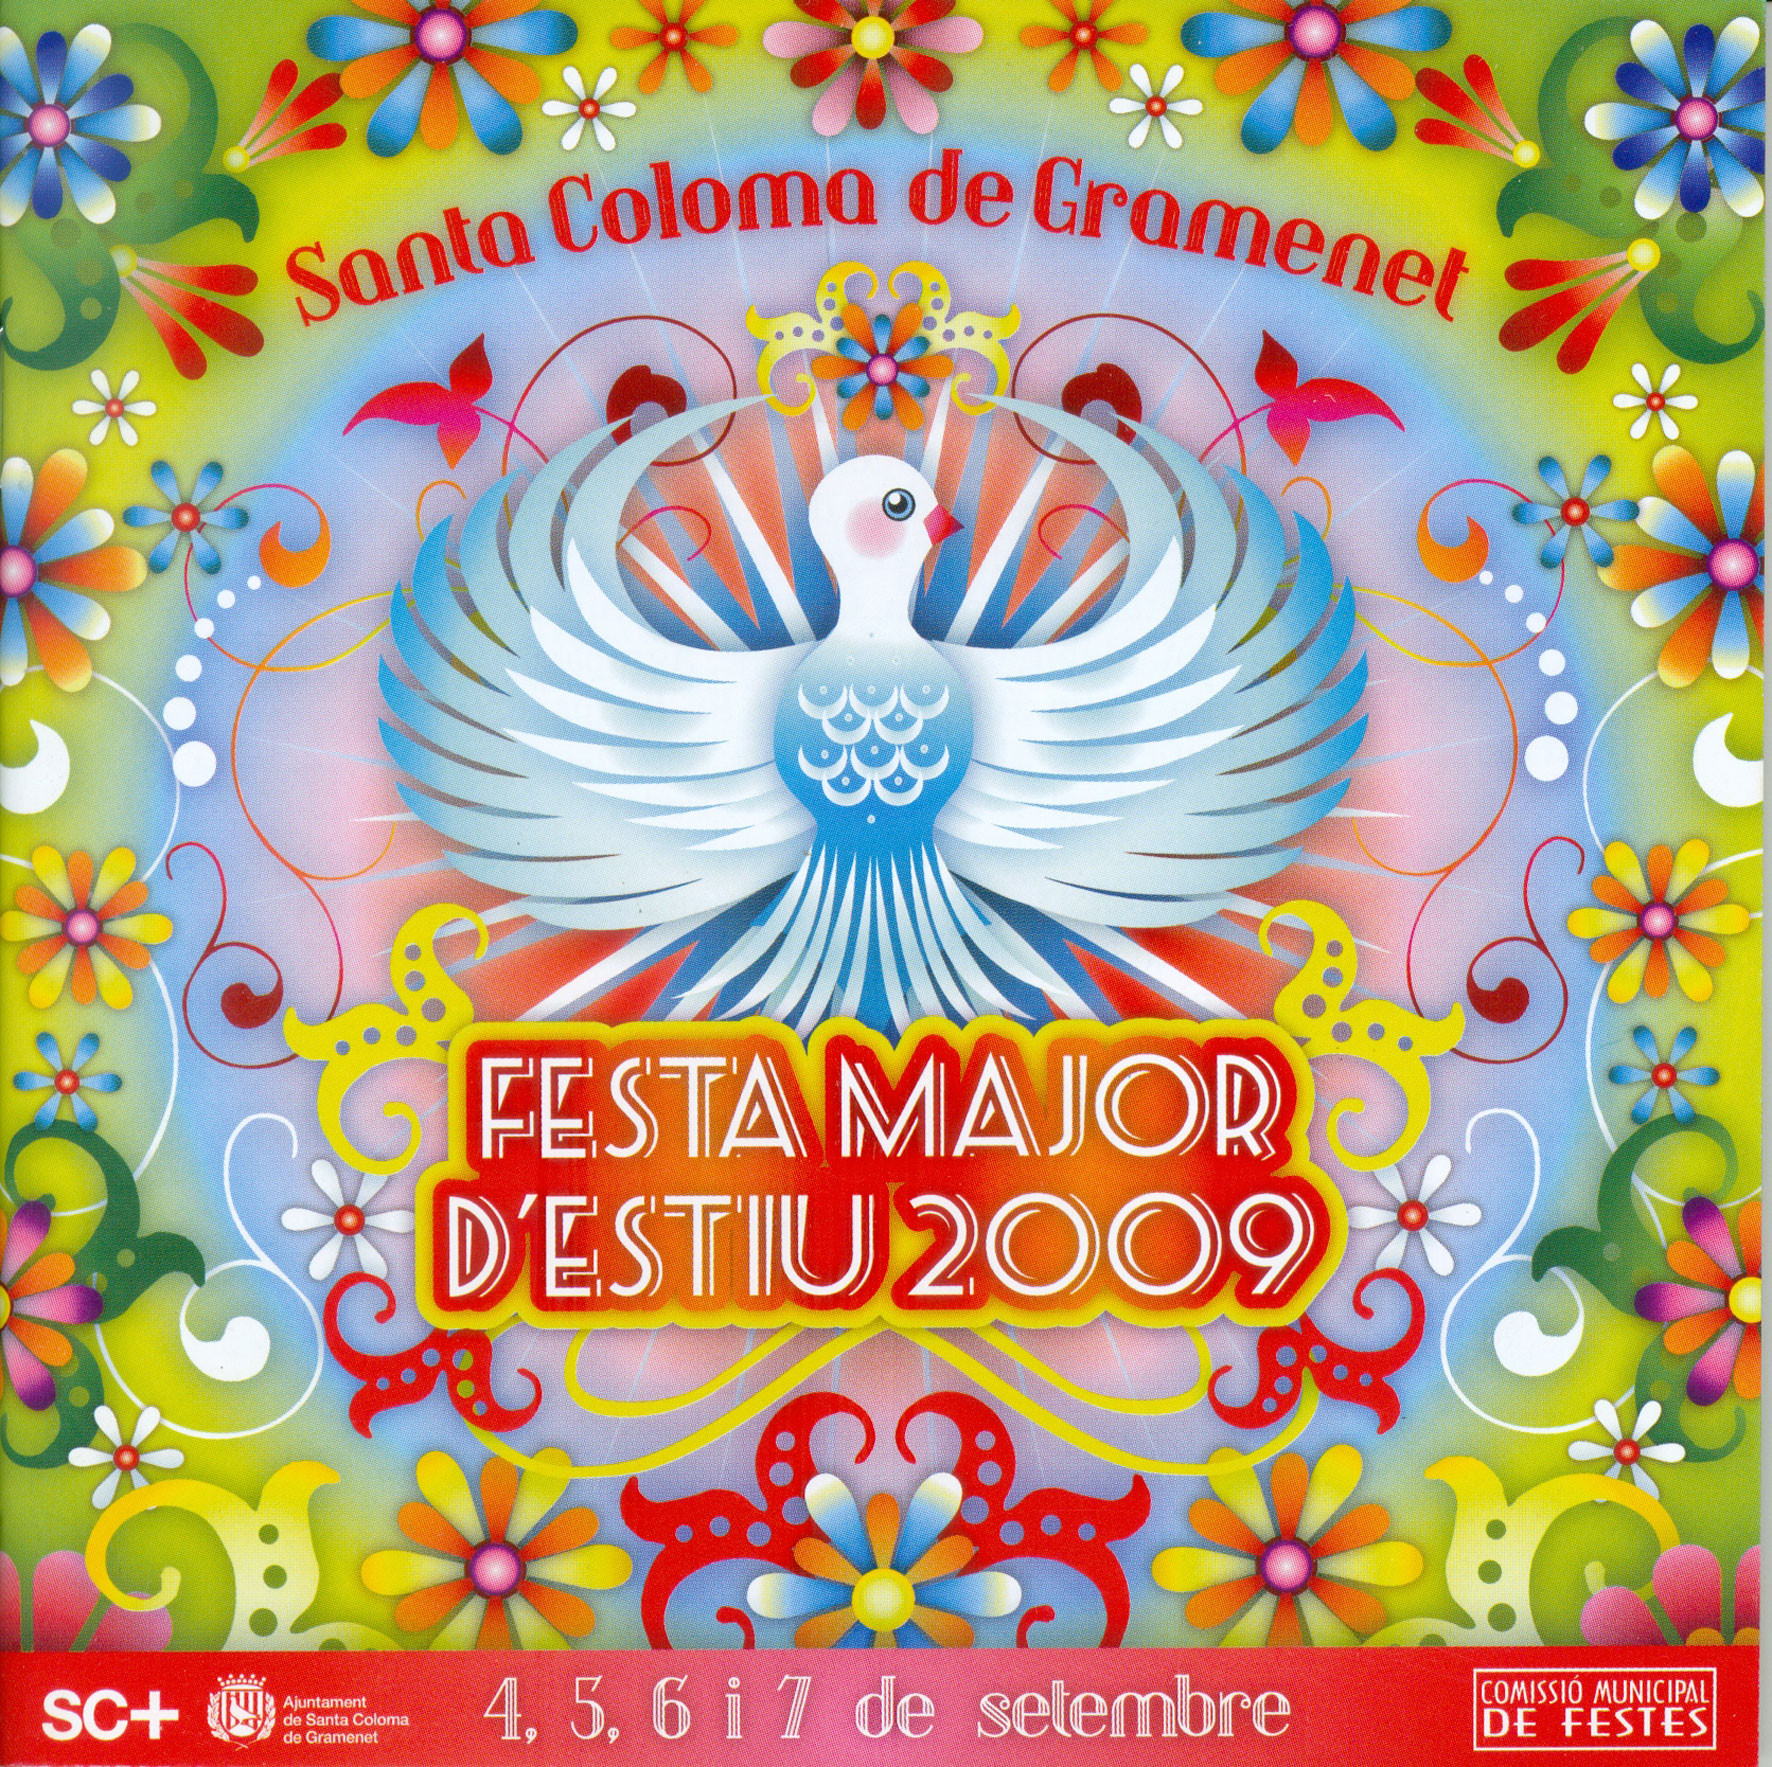 Santa Coloma de Gramenet
FESTA MAJOR
D'ESTIU 2009
SC+
Ajuntament
de Santa Coloma
de Gramenet
4, 5, 6 i 7 de setembre
COMISSIÓ MUNICIPAL
DE FESTES